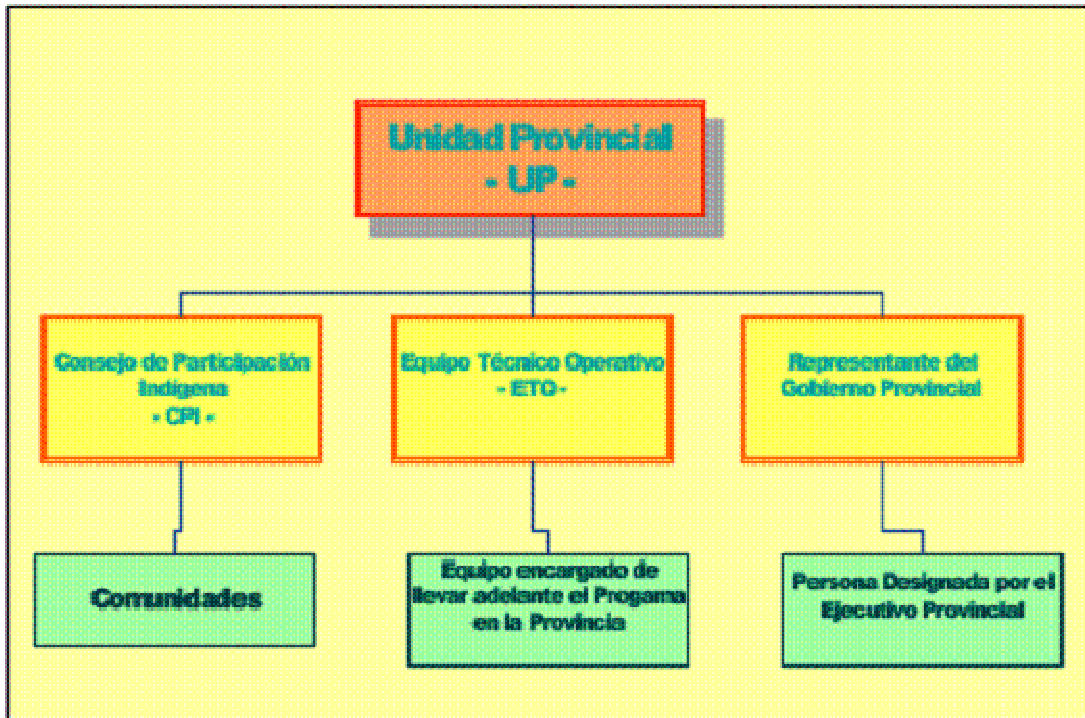 Unidad Provincial
- UP -
Consejo de Participación
Indígena
- CPI -
Equipo Técnico Operativo
- ETO -
Representante del
Gobierno Provincial
Comunidades
Equipo encargado de
llevar adelante el Progama
en la Provincia
Persona Designada por el
Ejecutivo Provincial